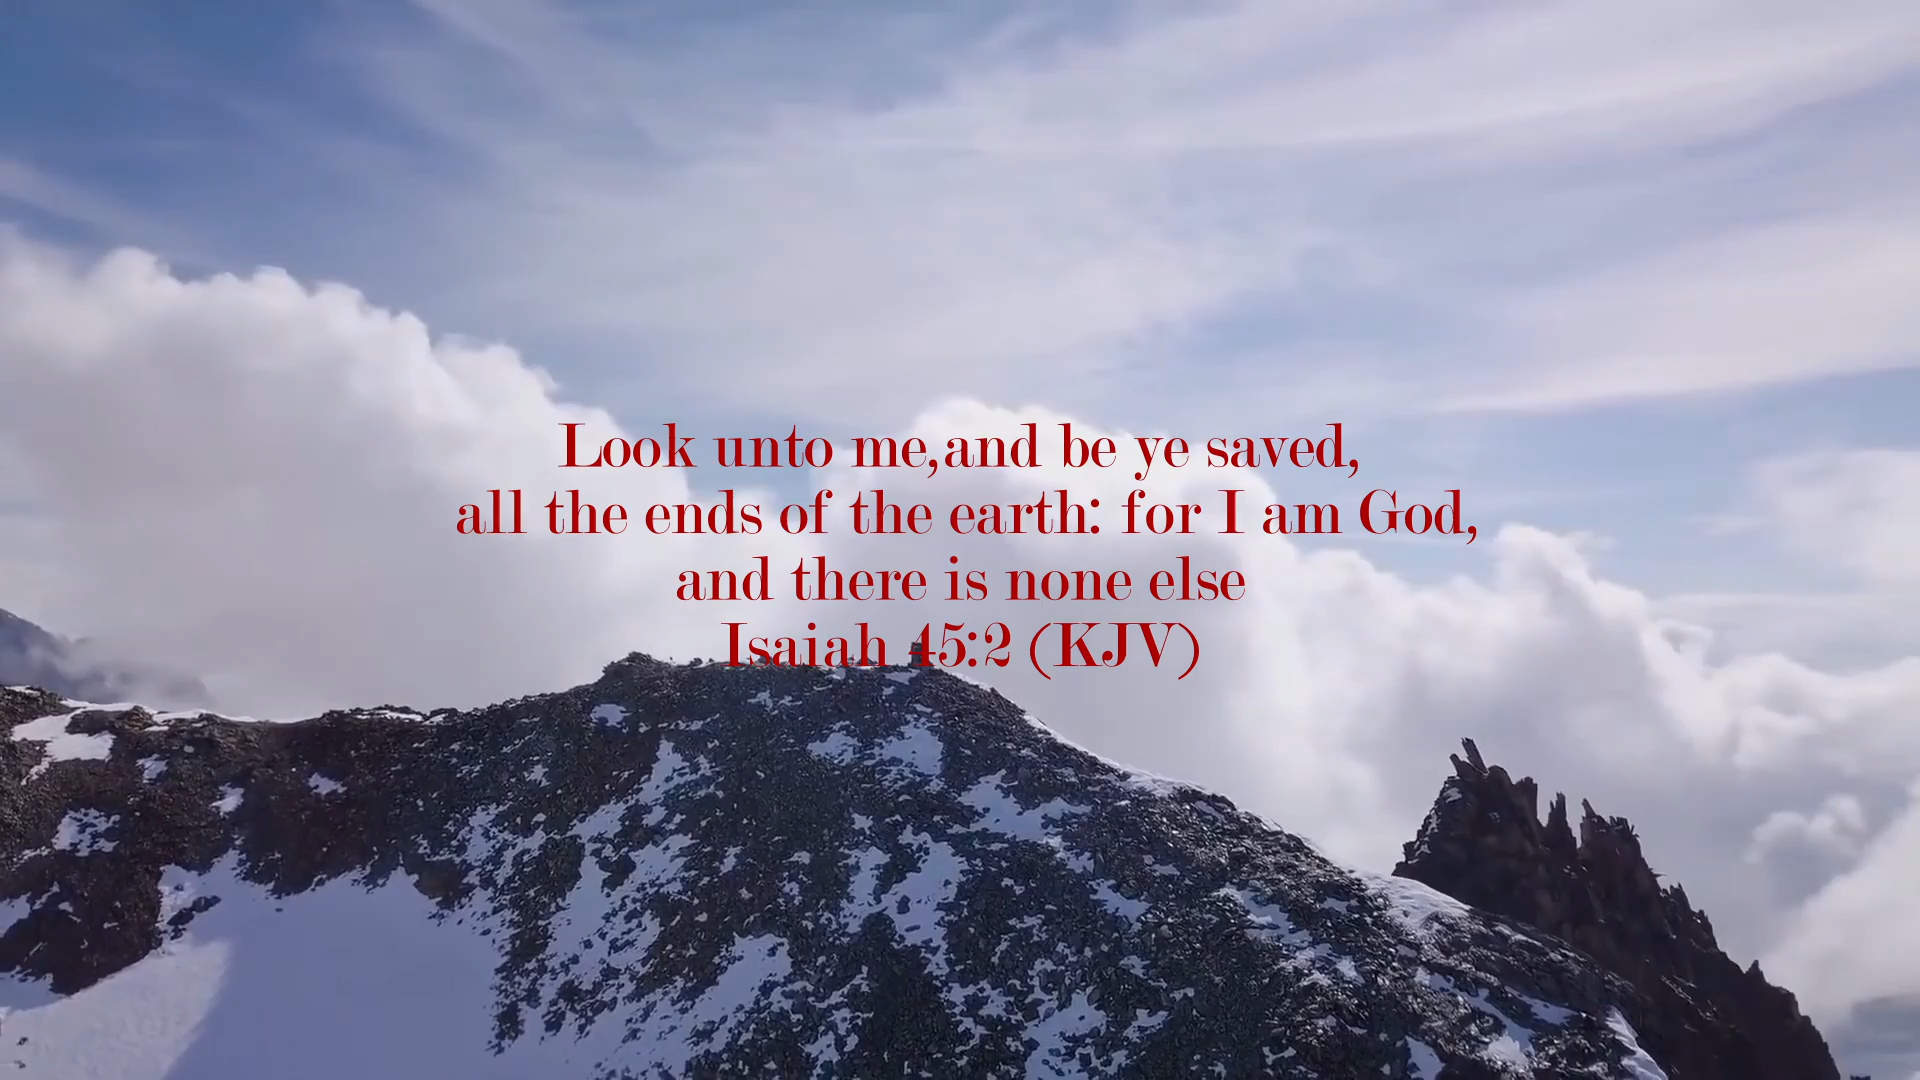 Look unto me,and be ye saved,
all the ends of the earth: for I am God,
and there is none else
Isaiah 45:2 (KJV)